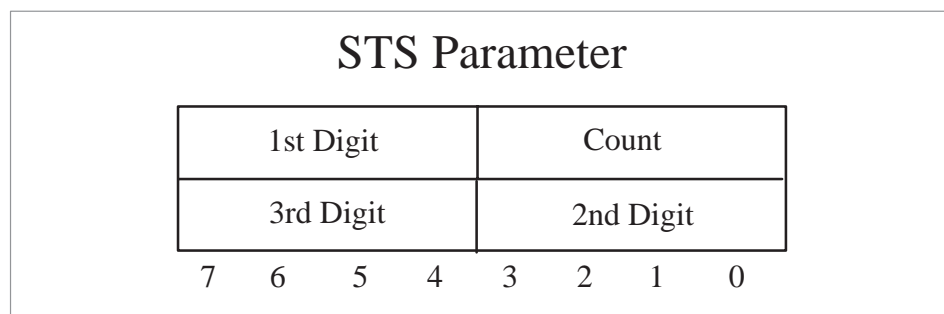 STS Parameter
1st Digit Count
3rd Digit 2nd Digit
7 6 5 4 3 2 1 0